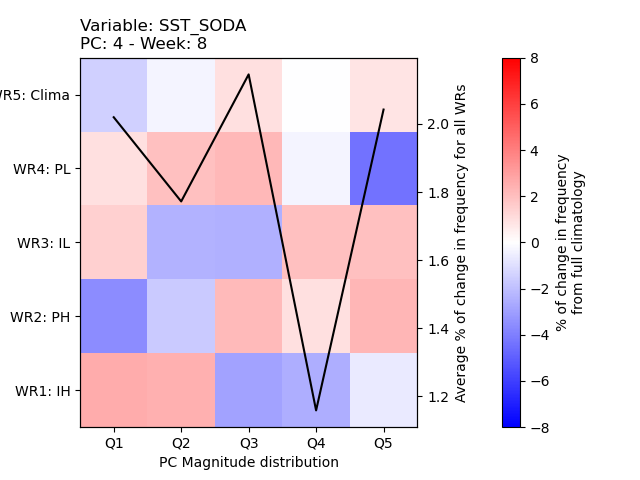 Variable: SST_SODA
PC: 4 - Week: 8
WR5: Clima
WR4: PL
WR3: IL
WR2: PH
WR1: IH
Q1 Q2 Q3 Q4 Q5
PC Magnitude distribution
2.0
1.8
1.6
1.4
1.2
Average % of change in frequency for all WRs
8
6
4
2
0
−2
−4
−6
−8
% of change in frequency
from full climatology